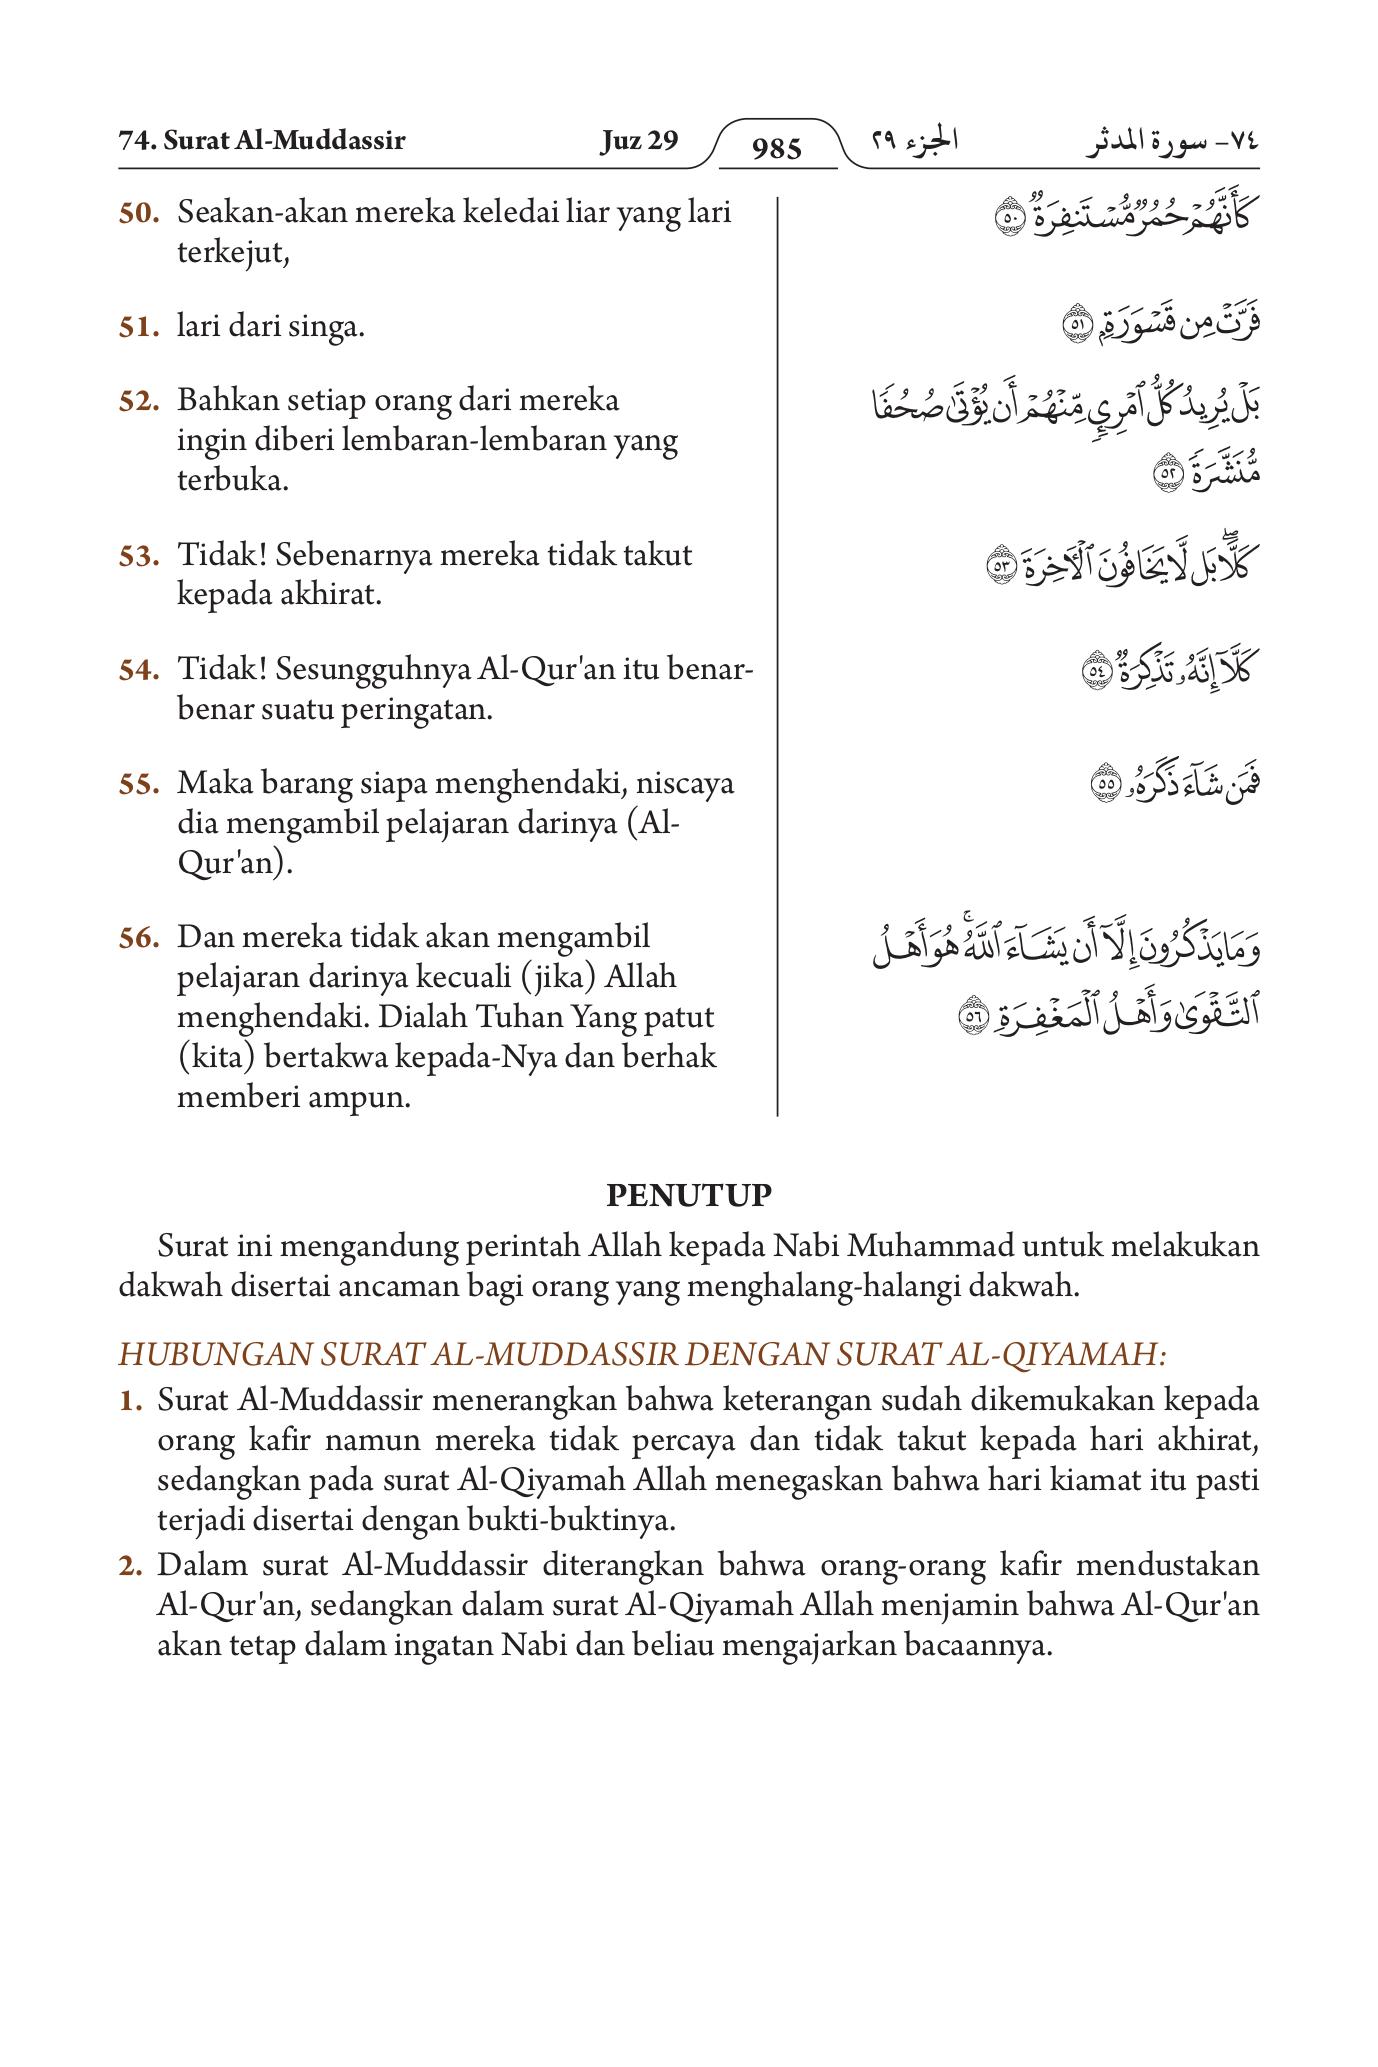 74. Surat Al-Muddassir Juz 29 985 الجزء ٢٩ ٧٤- سورة المدثر
50. Seakan-akan mereka keledai liar yang lari
terkejut,
كَأَنَّهُمۡ حُمُرٞ مُّسۡتَنفِرَةٞ ٥٠
51. lari dari singa.
فَرَّتۡ مِن قَسۡوَرَةِۭ ٥١
52. Bahkan setiap orang dari mereka
ingin diberi lembaran-lembaran yang
terbuka.
بَلۡ يُرِيدُ كُلُّ ٱمۡرِيٕٖ مِّنۡهُمۡ أَن يُؤۡتَىٰ صُحُفٗا
مُّنَشَّرَةٗ ٥٢
53. Tidak! Sebenarnya mereka tidak takut
kepada akhirat.
كَلَّاۖ بَل لَّا يَخَافُونَ ٱلۡأٓخِرَةَ ٥٣
54. Tidak! Sesungguhnya Al-Qur'an itu benar-
benar suatu peringatan.
كَلَّآ إِنَّهُۥ تَذۡكِرَةٞ ٥٤
55. Maka barang siapa menghendaki, niscaya
dia mengambil pelajaran darinya (Al-
Qur'an).
فَمَن شَآءَ ذَكَرَهُۥ ٥٥
56. Dan mereka tidak akan mengambil
pelajaran darinya kecuali (jika) Allah
menghendaki. Dialah Tuhan Yang patut
(kita) bertakwa kepada-Nya dan berhak
memberi ampun.
وَمَا يَذۡكُرُونَ إِلَّآ أَن يَشَآءَ ٱللَّهُۚ هُوَ أَهۡلُ
ٱلتَّقۡوَىٰ وَأَهۡلُ ٱلۡمَغۡفِرَةِ ٥٦
PENUTUP
Surat ini mengandung perintah Allah kepada Nabi Muhammad untuk melakukan
dakwah disertai ancaman bagi orang yang menghalang-halangi dakwah.
HUBUNGAN SURAT AL-MUDDASSIR DENGAN SURAT AL-QIYAMAH:
1. Surat Al-Muddassir menerangkan bahwa keterangan sudah dikemukakan kepada
orang kafir namun mereka tidak percaya dan tidak takut kepada hari akhirat,
sedangkan pada surat Al-Qiyamah Allah menegaskan bahwa hari kiamat itu pasti
terjadi disertai dengan bukti-buktinya.
2. Dalam surat Al-Muddassir diterangkan bahwa orang-orang kafir mendustakan
Al-Qur'an, sedangkan dalam surat Al-Qiyamah Allah menjamin bahwa Al-Qur'an
akan tetap dalam ingatan Nabi dan beliau mengajarkan bacaannya.